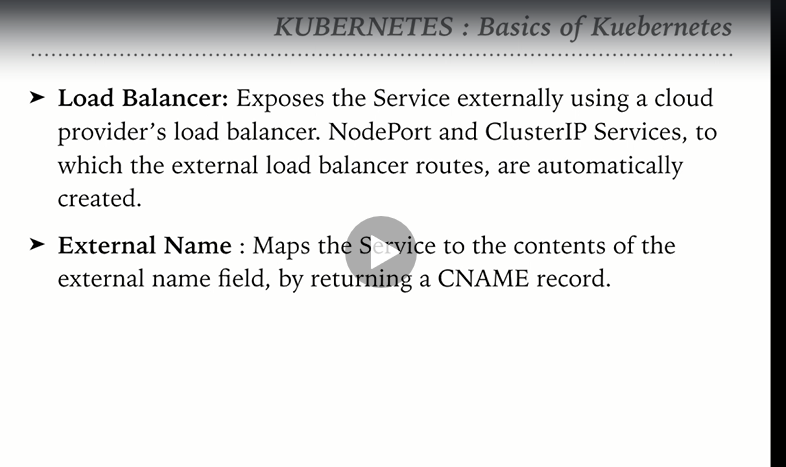 KUBERNETES : Basics of Kuebernetes
➤ Load Balancer: Exposes the Service externally using a cloud
provider’s load balancer. NodePort and ClusterIP Services, to
which the external load balancer routes, are automatically
created.
➤ External Name : Maps the Service to the contents of the
external name field, by returning a CNAME record.